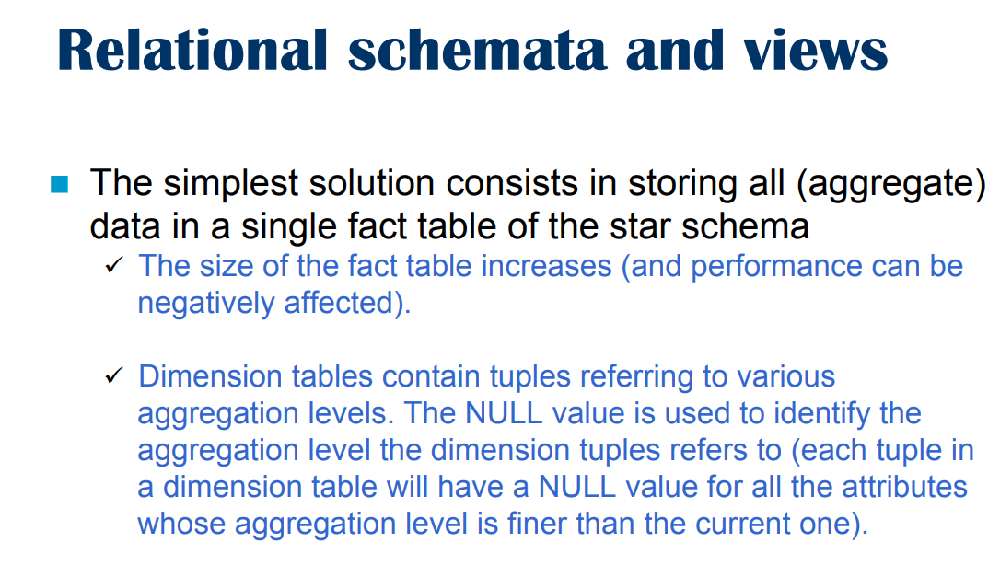 Relational schemata and views
■ The simplest solution consists in storing all (aggregate)
data in a single fact table of the star schema
✓ The size of the fact table increases (and performance can be
negatively affected).
✓ Dimension tables contain tuples referring to various
aggregation levels. The NULL value is used to identify the
aggregation level the dimension tuples refers to (each tuple in
a dimension table will have a NULL value for all the attributes
whose aggregation level is finer than the current one).